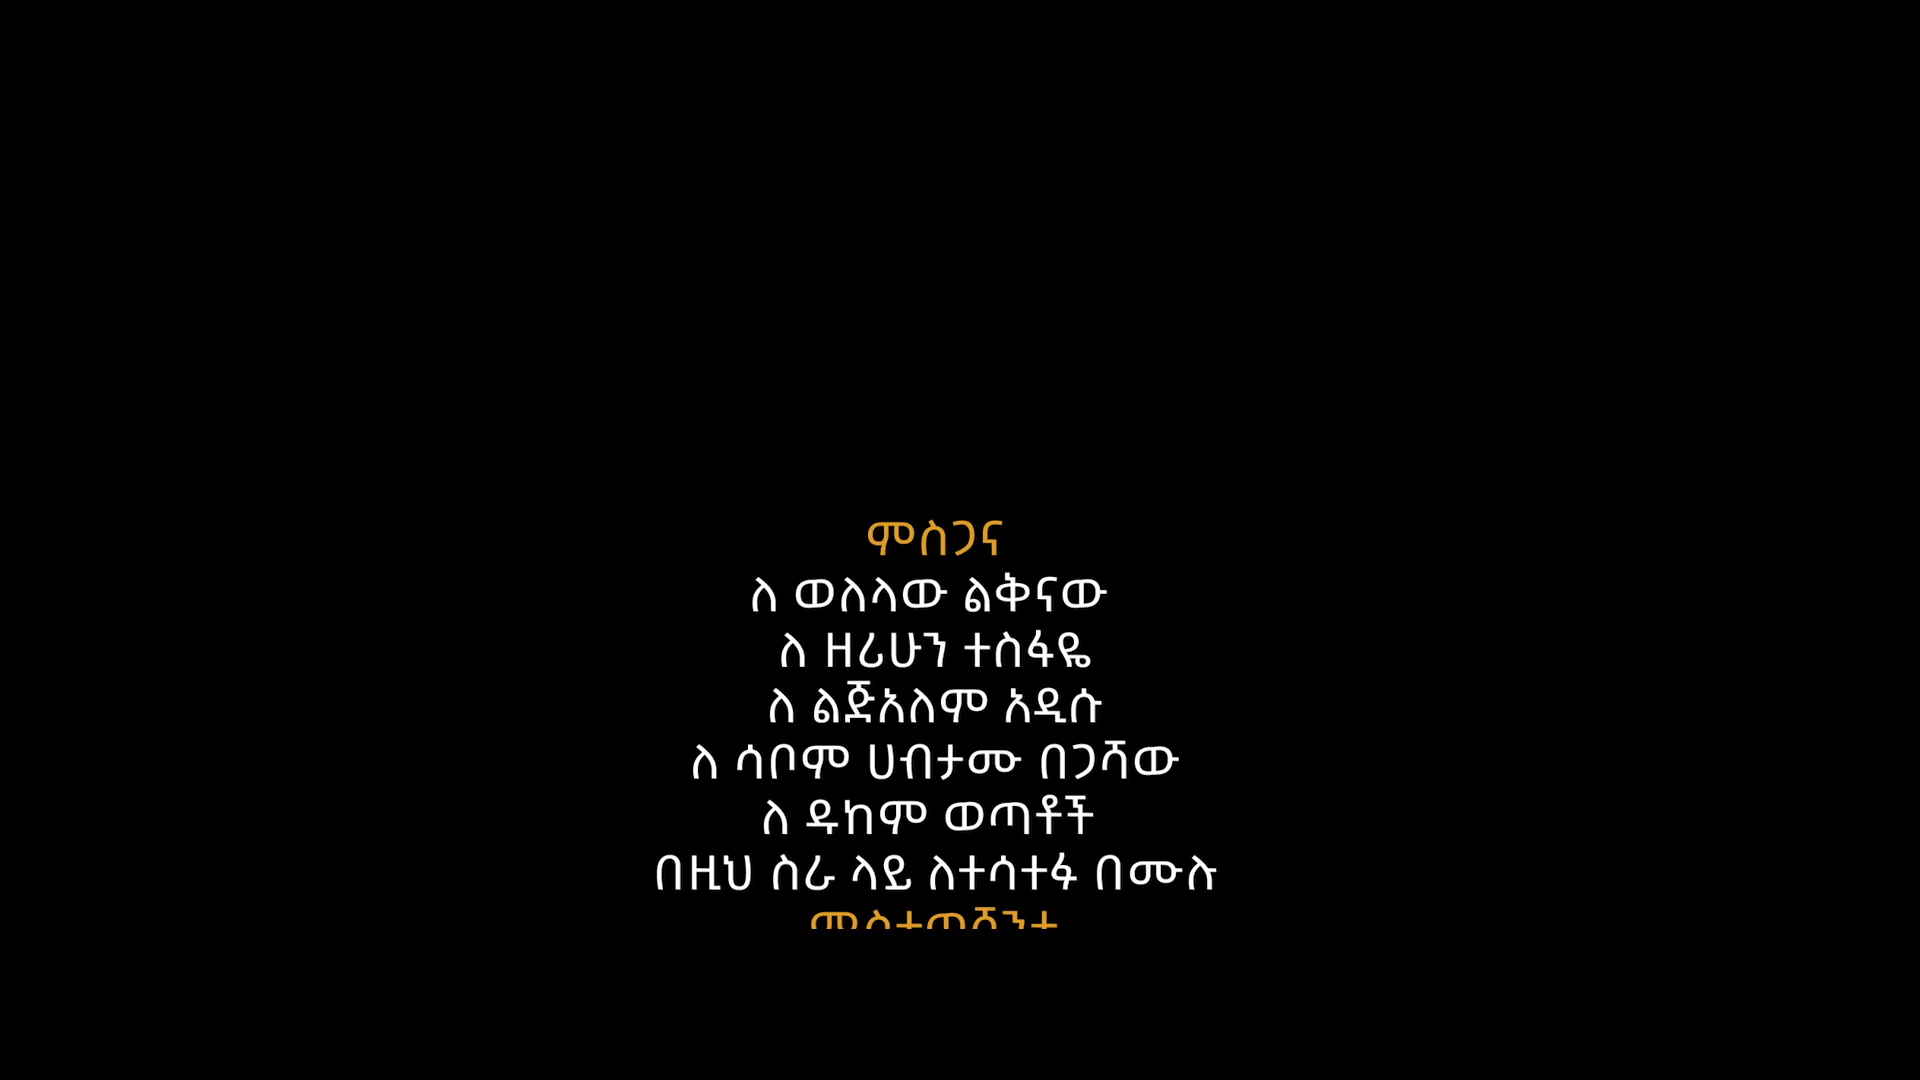 ምስጋና
ለ ወለላው ልቅናው
ለ ዘሪሁን ተስፋዬ
ለ ልጅአለም አዲሱ
ለ ሳቦም ሀብታሙ በጋሻው
ለ ዱከም ወጣቶች
በዚህ ስራ ላይ ለተሳተፉ በሙሉ